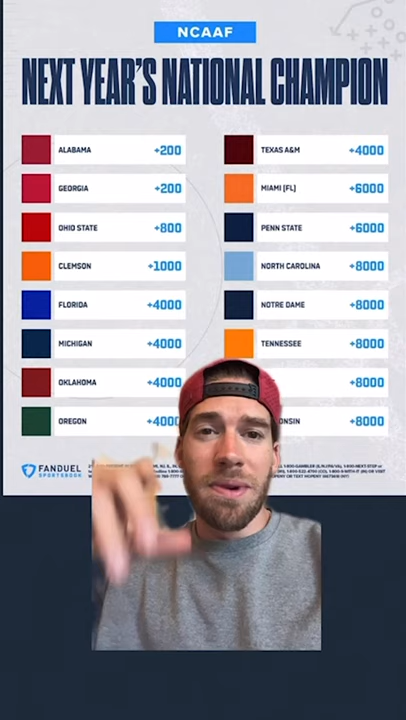 NCAAF
NEXT YEAR'S NATIONAL CHAMPION
ALABAMA +200
GEORGIA +200
OHIO STATE +800
CLEMSON +1000
FLORIDA +4000
MICHIGAN +4000
OKLAHOMA +4000
OREGON +4000
TEXAS A&M +4000
MIAMI (FL) +6000
PENN STATE +6000
NORTH CAROLINA +8000
NOTRE DAME +8000
TENNESSEE +8000
+8000
ONSIN +8000
FANDUEL
SPORTSBOOK